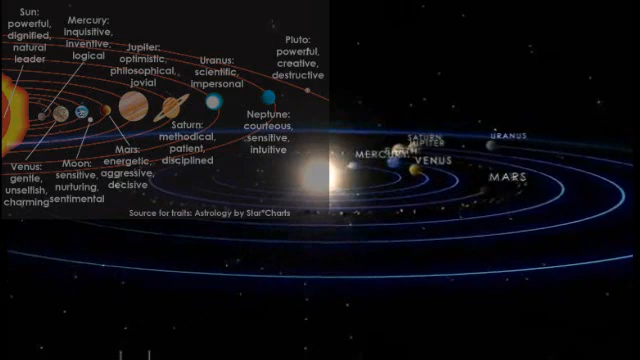 Sun:
powerful,
dignified,
natural
leader
Mercury:
inquisitive,
inventive,
logical
Jupiter:
optimistic,
philosophical,
jovial
Uranus:
scientific,
impersonal
Pluto:
powerful,
creative,
destructive
Venus:
gentle,
unselfish,
charming
Moon:
sensitive,
nurturing,
sentimental
Mars:
energetic,
aggressive,
decisive
Saturn:
methodical,
patient,
disciplined
Neptune:
courteous,
sensitive,
intuitive
Source for traits: Astrology by Star*Charts
SATURN
JUPITER
URANUS
MERCURY
VENUS
MARS